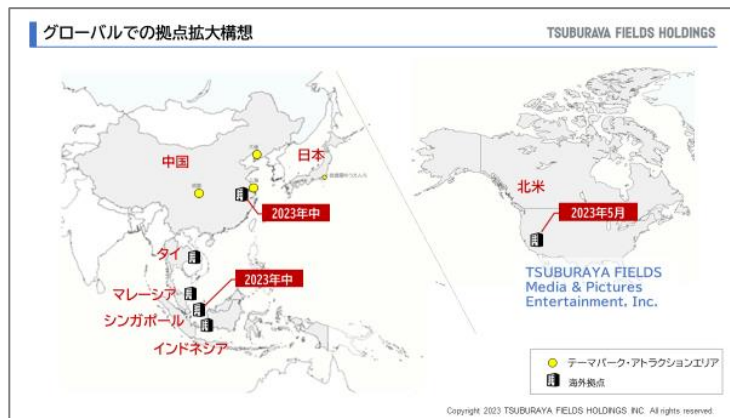 グローバルでの拠点拡大構想
TSUBURAYA FIELDS HOLDINGS
中国
日本
北米
2023年中
2023年5月
タイ
2023年中
マレーシア
シンガポール
インドネシア
TSUBURAYA FIELDS
Media & Pictures
Entertainment, Inc.
テーマパーク・アトラクションエリア
海外拠点
Copyright 2023 TSUBURAYA FIELDS HOLDINGS INC. All rights reserved.